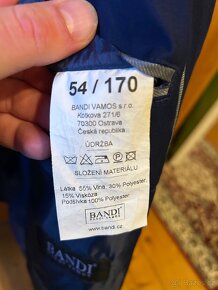 54 / 170
BANDI VAMOS s r.o.
Kotkova 271/6
70300 Ostrava
Česká republika
ÚDRŽBA
SLOŽENÍ MATERIÁLU
Látka 55% Vlna, 30% Polyester,
15% Viskóza
Podšívka 100% Polyester
BANDI
www.bandi.cz
BANDI